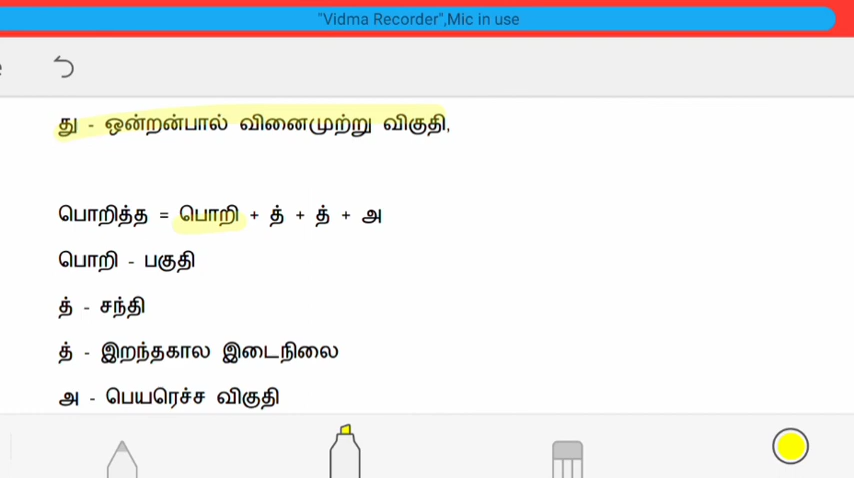 "Vidma Recorder",Mic in use
து - ஒன்றன்பால் வினைமுற்று விகுதி,
பொறித்த = பொறி + த் + த் + அ
பொறி - பகுதி
த் - சந்தி
த் - இறந்தகால இடைநிலை
அ - பெயரெச்ச விகுதி